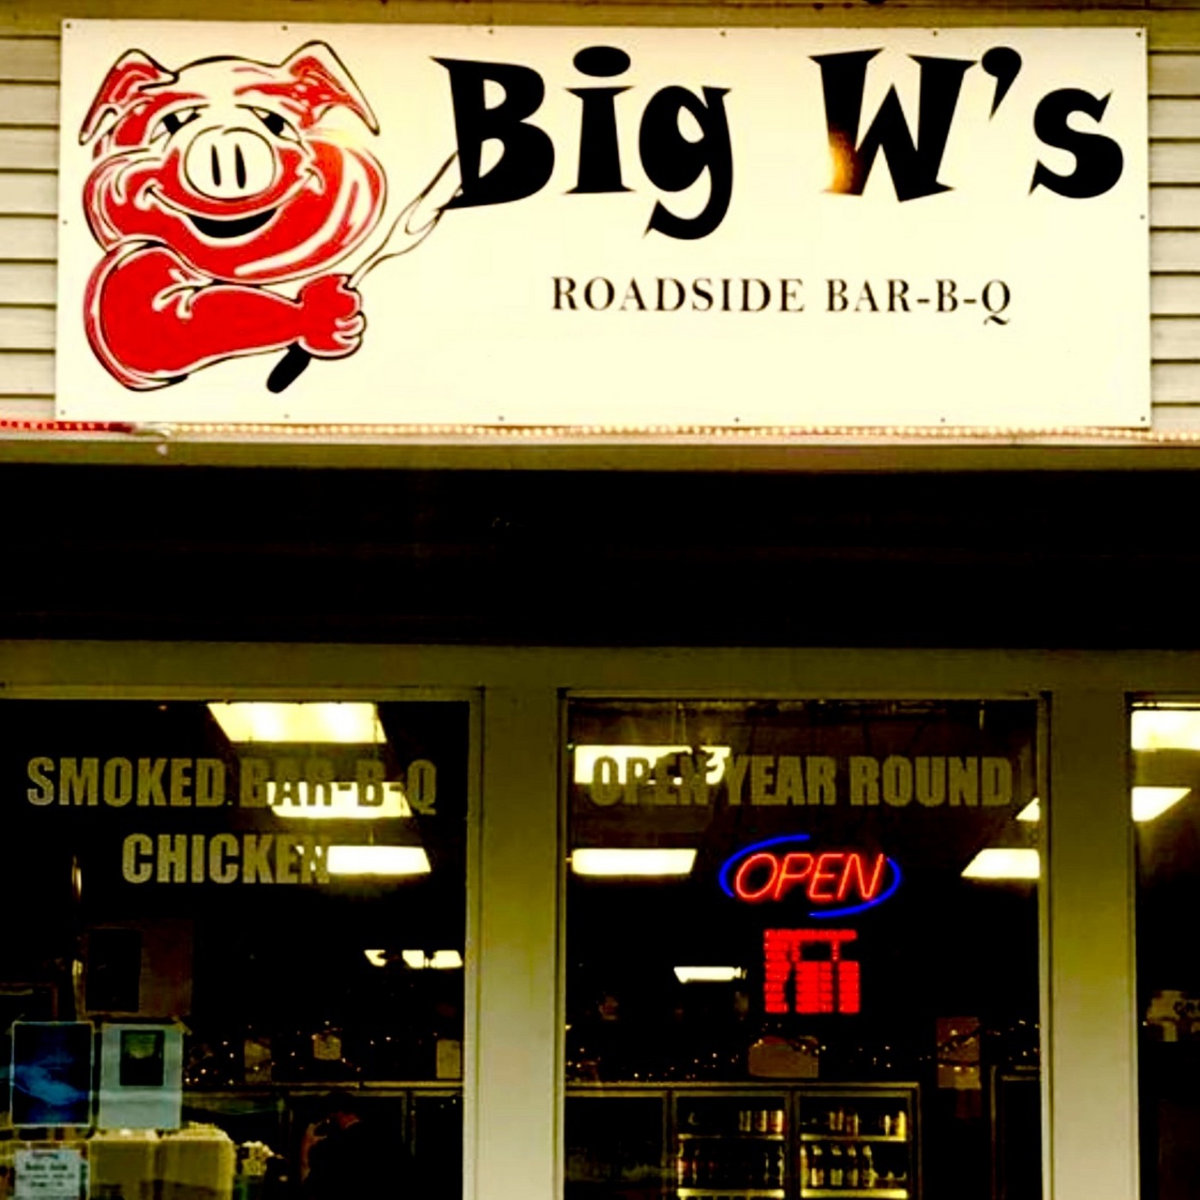 Big W's
ROADSIDE BAR-B-Q
SMOKED BAR-B-Q
CHICKEN
OPEN YEAR ROUND
OPEN